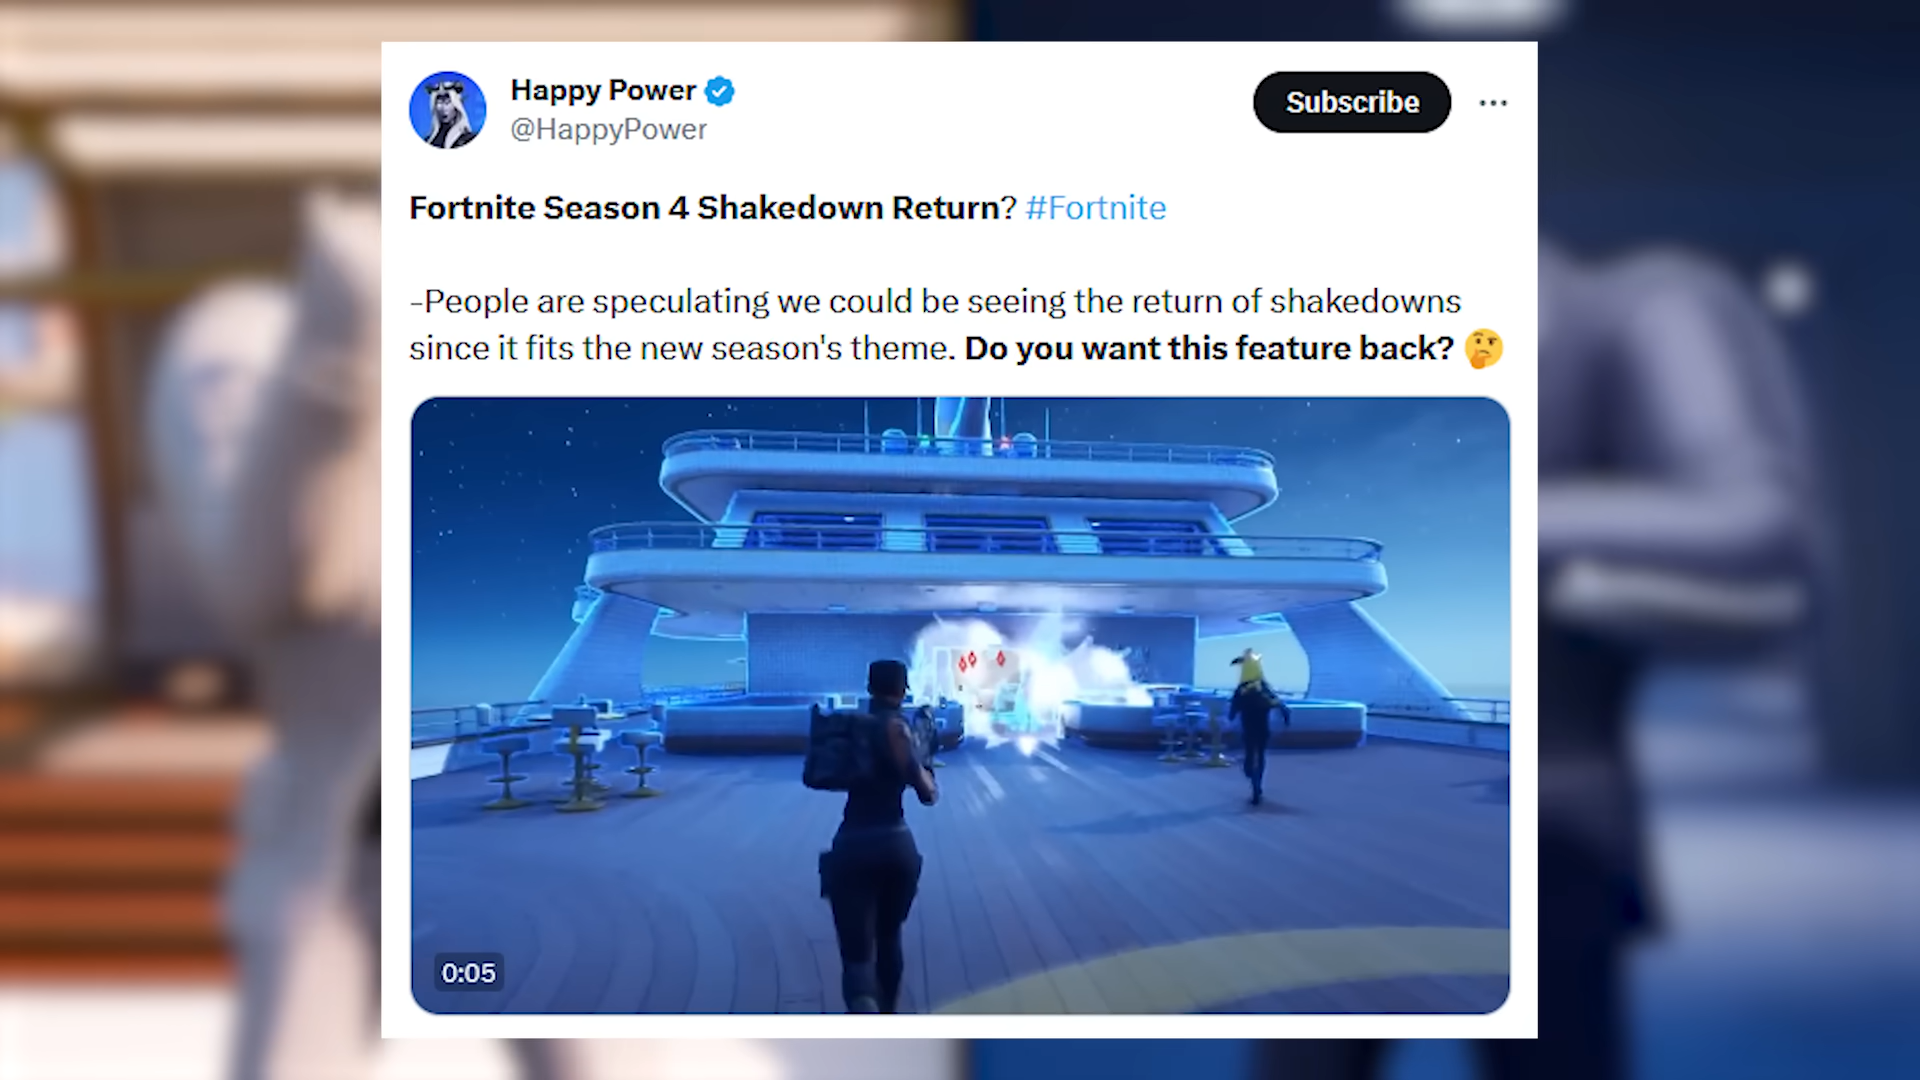 Happy Power
@HappyPower
Subscribe
Fortnite Season 4 Shakedown Return? #Fortnite
-People are speculating we could be seeing the return of shakedowns
since it fits the new season's theme. Do you want this feature back? 🤔
0:05